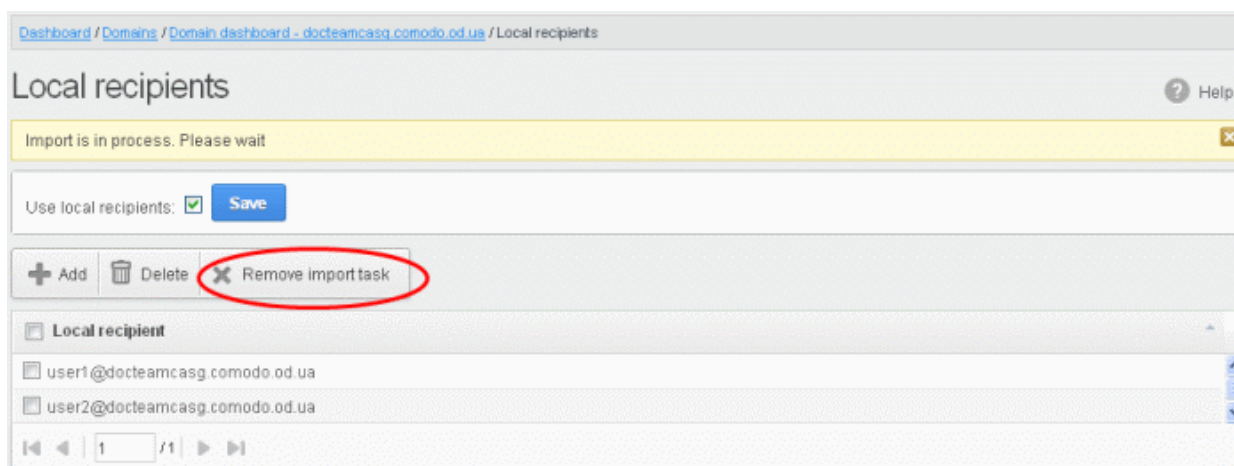 Dashboard / Domains / Domain dashboard - docteamcasg.comodo.od.ua / Local recipients
Local recipients
Help
Import is in process. Please wait
Use local recipients: Save
Add Delete Remove import task
Local recipient
user1@docteamcasg.comodo.od.ua
user2@docteamcasg.comodo.od.ua
1 /1